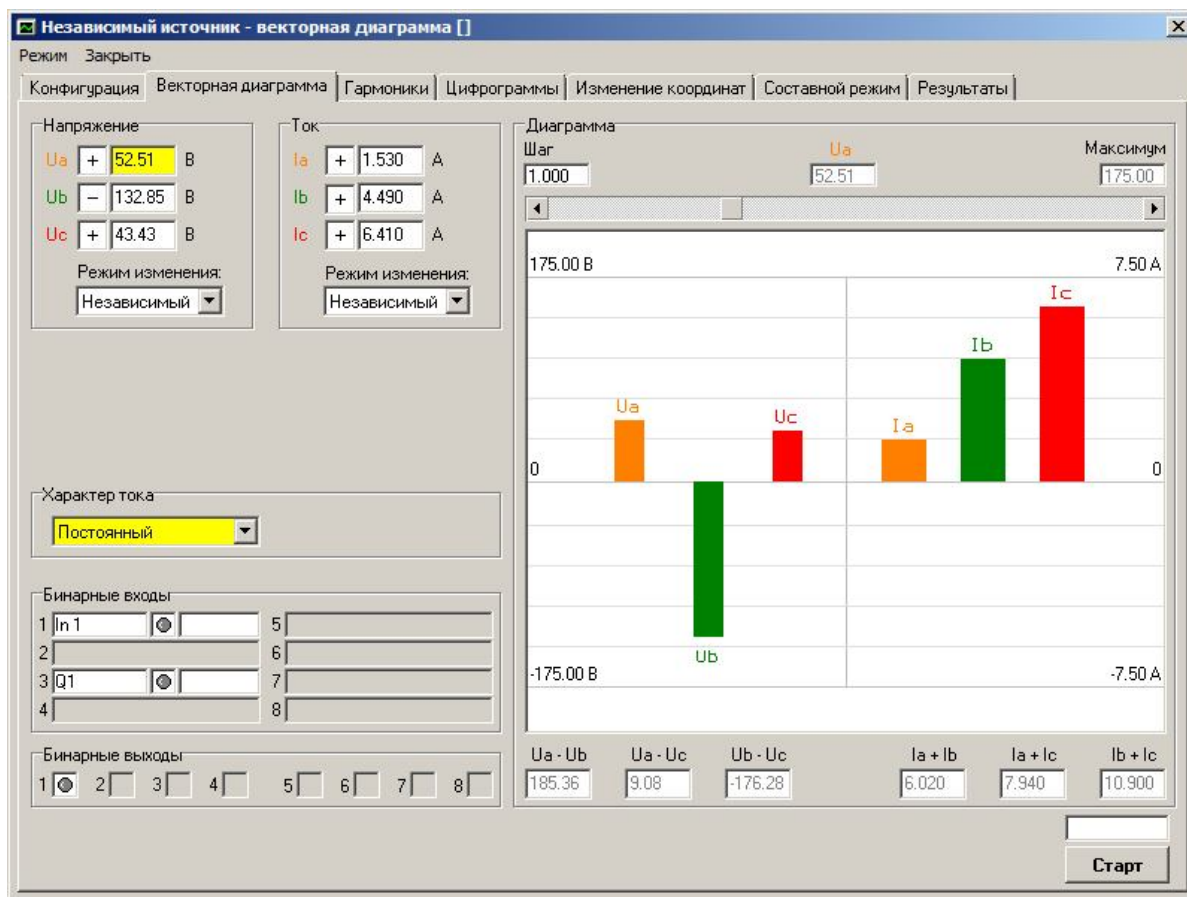 Независимый источник - векторная диаграмма []
Режим Закрыть
Конфигурация Векторная диаграмма Гармоники Цифрограммы Изменение координат Составной режим Результаты
Напряжение
Ua + 52.51 В
Ub – 132.85 В
Uc + 43.43 В
Режим изменения:
Независимый
Ток
Ia + 1.530 А
Ib + 4.490 А
Ic + 6.410 А
Режим изменения:
Независимый
Характер тока
Постоянный
Бинарные входы
1 In 1 5
2 6
3 Q1 7
4 8
Бинарные выходы
1 2 3 4 5 6 7 8
Диаграмма
Шаг Ua Максимум
1.000 52.51 175.00
175.00 В 7.50 А
Ic
Ib
Ua Uc Ia
0 0
Ub
-175.00 В -7.50 А
Ua - Ub Ua - Uc Ub - Uc Ia + Ib Ia + Ic Ib + Ic
185.36 9.08 -176.28 6.020 7.940 10.900
Старт